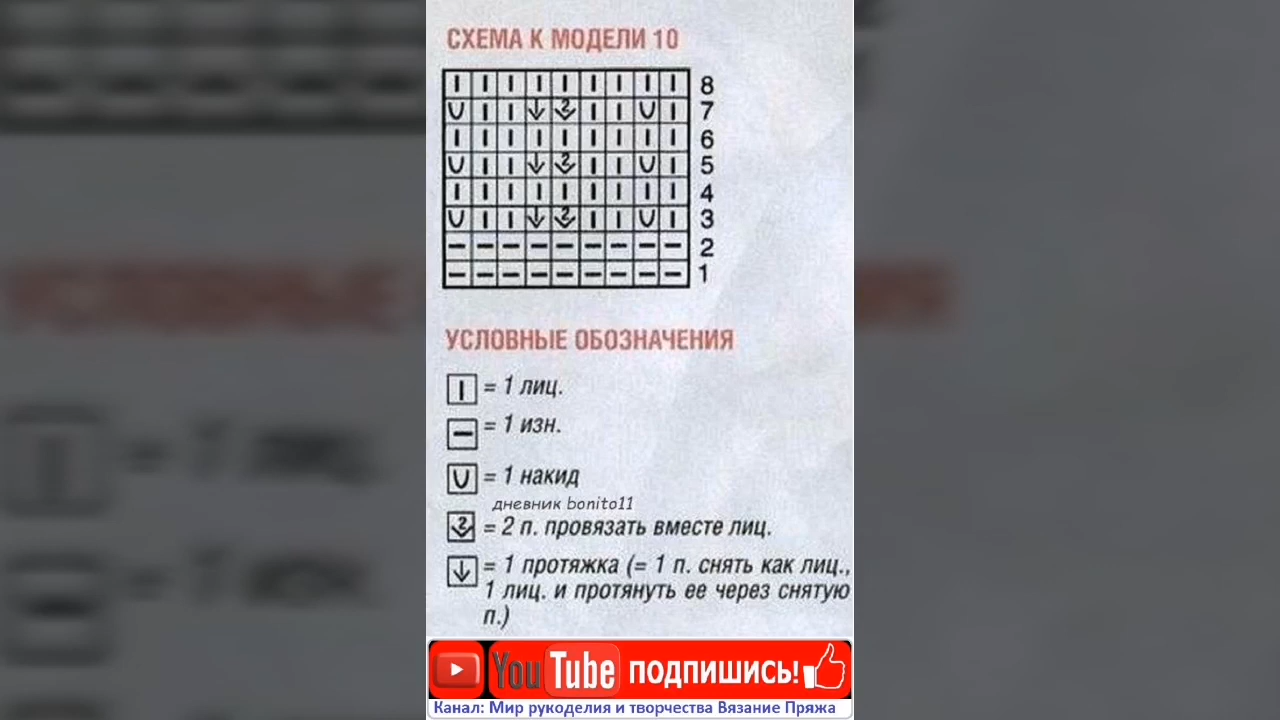 СХЕМА К МОДЕЛИ 10
8
7
6
5
4
3
2
1
УСЛОВНЫЕ ОБОЗНАЧЕНИЯ
= 1 лиц.
= 1 изн.
= 1 накид
дневник bonito11
2 = 2 п. провязать вместе лиц.
= 1 протяжка (= 1 п. снять как лиц.,
1 лиц. и протянуть ее через снятую
п.)
YouTube ПОДПИШИСЬ!
Канал: Мир рукоделия и творчества Вязание Пряжа